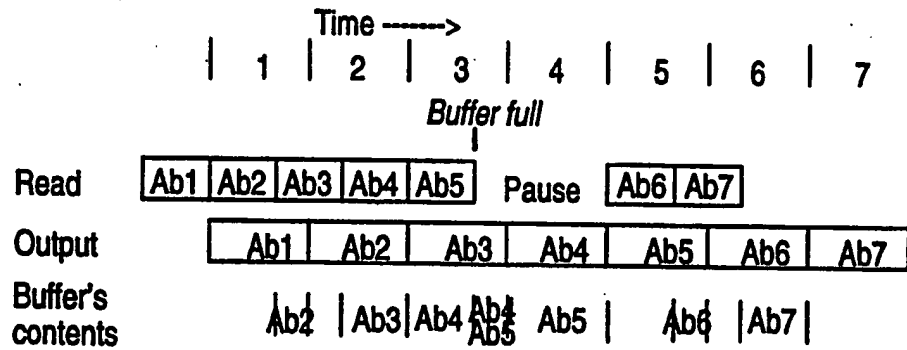 Time ------->
1 2 3 4 5 6 7
Buffer full
Read Ab1 Ab2 Ab3 Ab4 Ab5 Pause Ab6 Ab7
Output Ab1 Ab2 Ab3 Ab4 Ab5 Ab6 Ab7
Buffer's
contents Ab2 Ab3 Ab4 Ab4 Ab5 Ab6 Ab7
Ab5